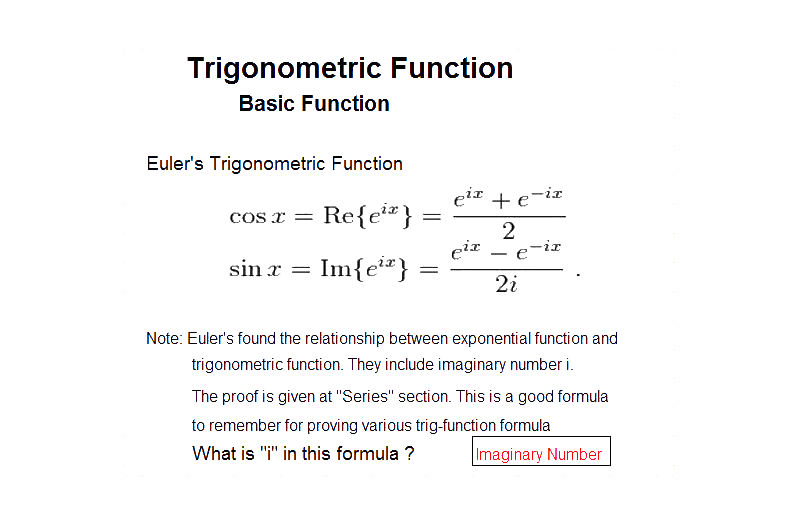 Trigonometric Function
Basic Function
Euler's Trigonometric Function
cos x = Re{e^{ix}} = \frac{e^{ix} + e^{-ix}}{2}
sin x = Im{e^{ix}} = \frac{e^{ix} - e^{-ix}}{2i} .
Note: Euler's found the relationship between exponential function and
trigonometric function. They include imaginary number i.
The proof is given at "Series" section. This is a good formula
to remember for proving various trig-function formula
What is "i" in this formula ? Imaginary Number